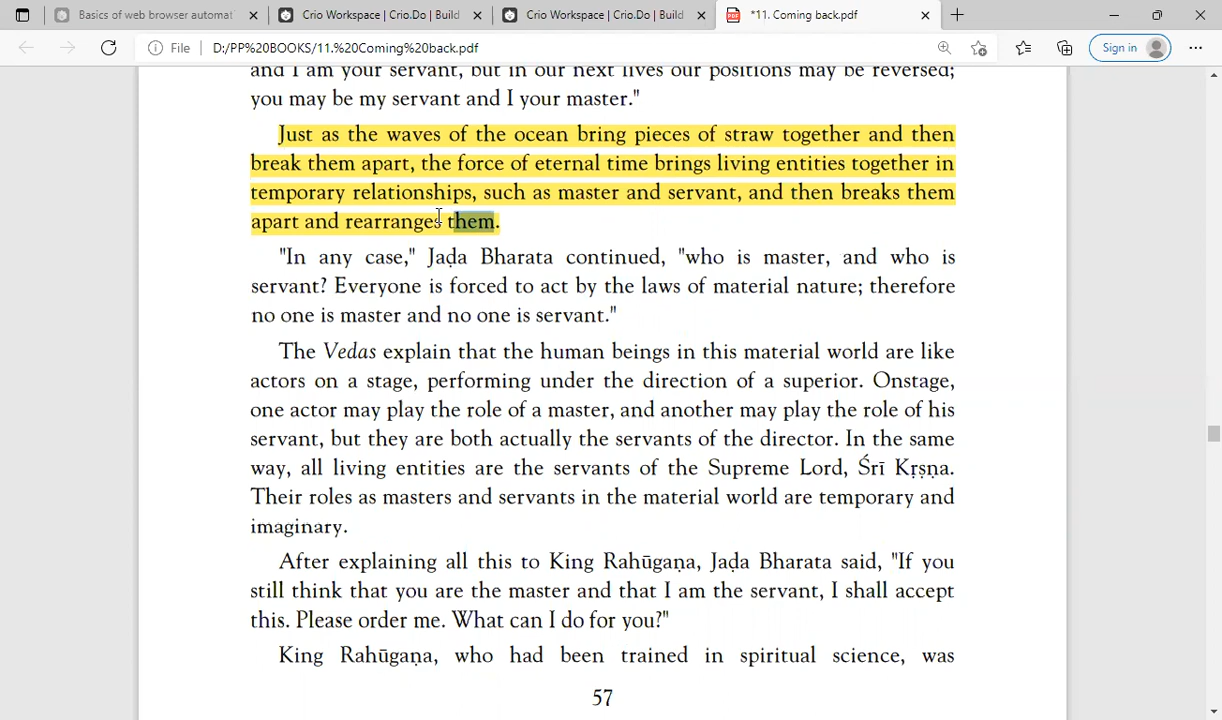 Basics of web browser automat
Crio Workspace | Crio.Do | Build
Crio Workspace | Crio.Do | Build
*11. Coming back.pdf
File
D:/PP%20BOOKS/11.%20Coming%20back.pdf
Sign in
and I am your servant, but in our next lives our positions may be reversed;
you may be my servant and I your master."
Just as the waves of the ocean bring pieces of straw together and then
break them apart, the force of eternal time brings living entities together in
temporary relationships, such as master and servant, and then breaks them
apart and rearranges them.
"In any case," Jaḍa Bharata continued, "who is master, and who is
servant? Everyone is forced to act by the laws of material nature; therefore
no one is master and no one is servant."
The Vedas explain that the human beings in this material world are like
actors on a stage, performing under the direction of a superior. Onstage,
one actor may play the role of a master, and another may play the role of his
servant, but they are both actually the servants of the director. In the same
way, all living entities are the servants of the Supreme Lord, Śrī Kṛṣṇa.
Their roles as masters and servants in the material world are temporary and
imaginary.
After explaining all this to King Rahūgaṇa, Jaḍa Bharata said, "If you
still think that you are the master and that I am the servant, I shall accept
this. Please order me. What can I do for you?"
King Rahūgaṇa, who had been trained in spiritual science, was
57